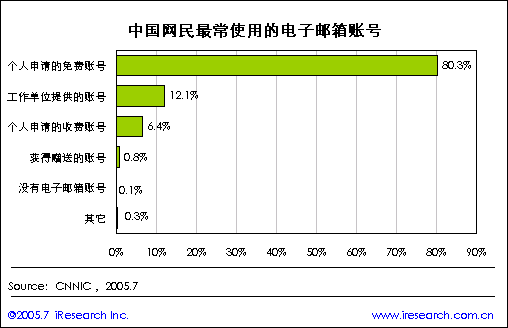 中国网民最常使用的电子邮箱账号
个人申请的免费账号 80.3%
工作单位提供的账号 12.1%
个人申请的收费账号 6.4%
获得赠送的账号 0.8%
没有电子邮箱账号 0.1%
其它 0.3%
0% 10% 20% 30% 40% 50% 60% 70% 80% 90%
Source: CNNIC , 2005.7
©2005.7 iResearch Inc. www.iresearch.com.cn